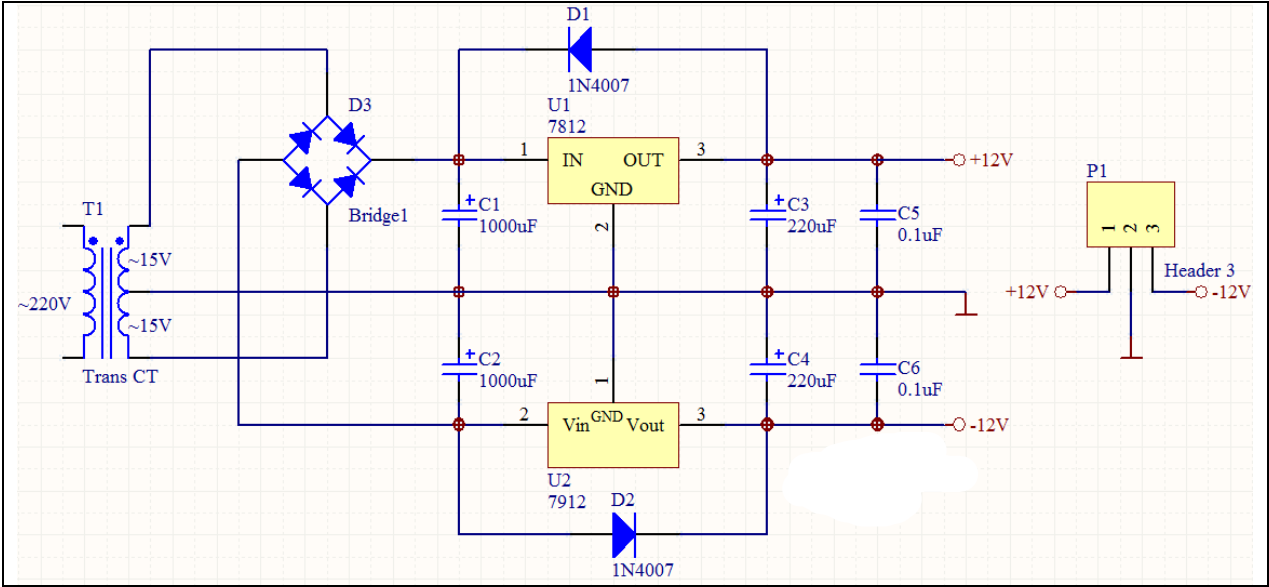 D1
1N4007
U1
7812
D3
1
IN
OUT
3
GND
2
+12V
Bridge1
P1
1
2
3
Header 3
T1
~15V
~220V
~15V
Trans CT
+
C1
1000uF
+
C3
220uF
C5
0.1uF
+12V
-12V
+
C2
1000uF
+
C4
220uF
C6
0.1uF
1
2
Vin
GND
Vout
3
-12V
U2
7912
D2
1N4007